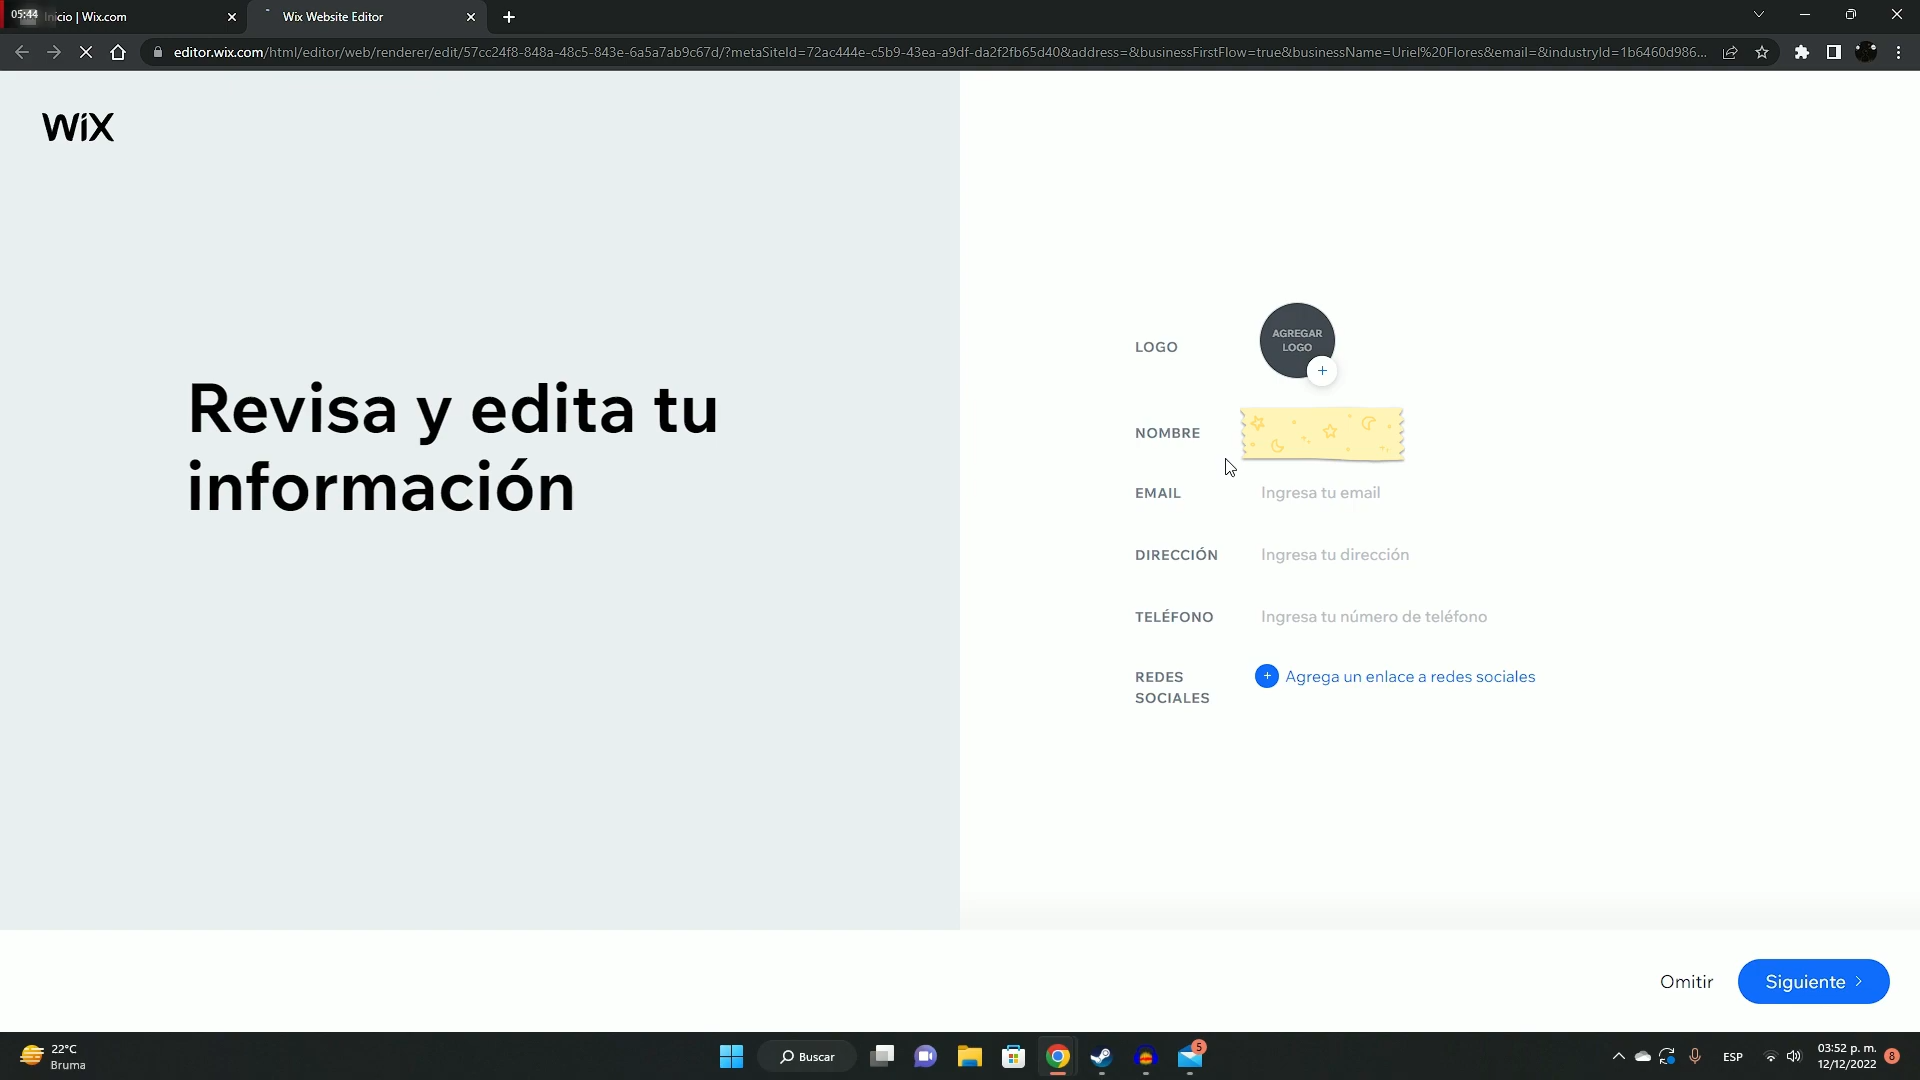 05:44
Inicio | Wix.com
Wix Website Editor
editor.wix.com/html/editor/web/renderer/edit/57cc24f8-848a-48c5-843e-6a5a7ab9c67d/?metaSiteId=72ac444e-c5b9-43ea-a9df-da2f2fb65d40&address=&businessFirstFlow=true&businessName=Uriel%20Flores&email=&industryId=1b6460d986...
WiX
Revisa y edita tu
información
LOGO
AGREGAR
LOGO
+
NOMBRE
EMAIL
Ingresa tu email
DIRECCIÓN
Ingresa tu dirección
TELÉFONO
Ingresa tu número de teléfono
REDES
SOCIALES
+ Agrega un enlace a redes sociales
Omitir
Siguiente >
22°C
Bruma
Buscar
5
ESP
03:52 p. m.
12/12/2022
8